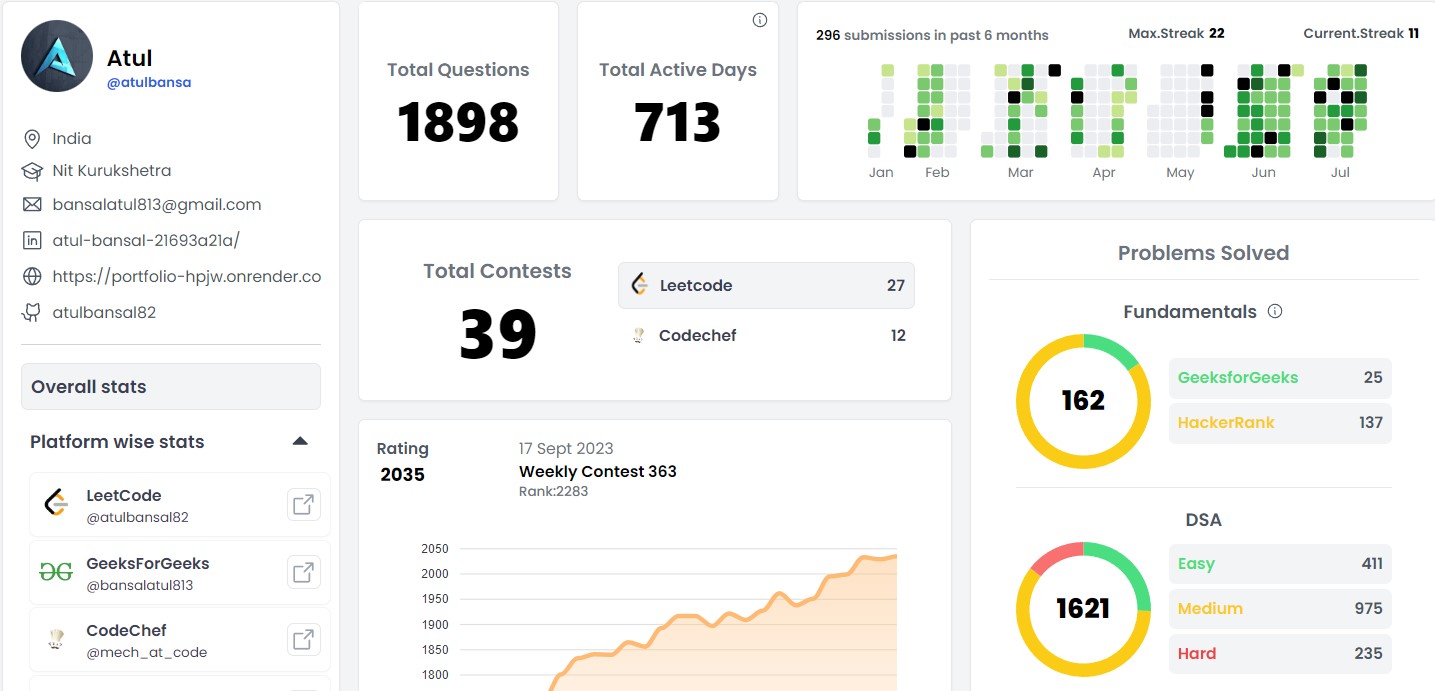 Atul
@atulbansa
India
Nit Kurukshetra
bansalatul813@gmail.com
atul-bansal-21693a21a/
https://portfolio-hpjw.onrender.co
atulbansal82
Overall stats
Platform wise stats
LeetCode
@atulbansal82
GeeksForGeeks
@bansalatul813
CodeChef
@mech_at_code
Total Questions
1898
Total Active Days
713
296 submissions in past 6 months
Max.Streak 22
Current.Streak 11
Jan Feb Mar Apr May Jun Jul
Total Contests
39
Leetcode 27
Codechef 12
Rating
2035
17 Sept 2023
Weekly Contest 363
Rank:2283
2050
2000
1950
1900
1850
1800
Problems Solved
Fundamentals
162
GeeksforGeeks 25
HackerRank 137
DSA
1621
Easy 411
Medium 975
Hard 235